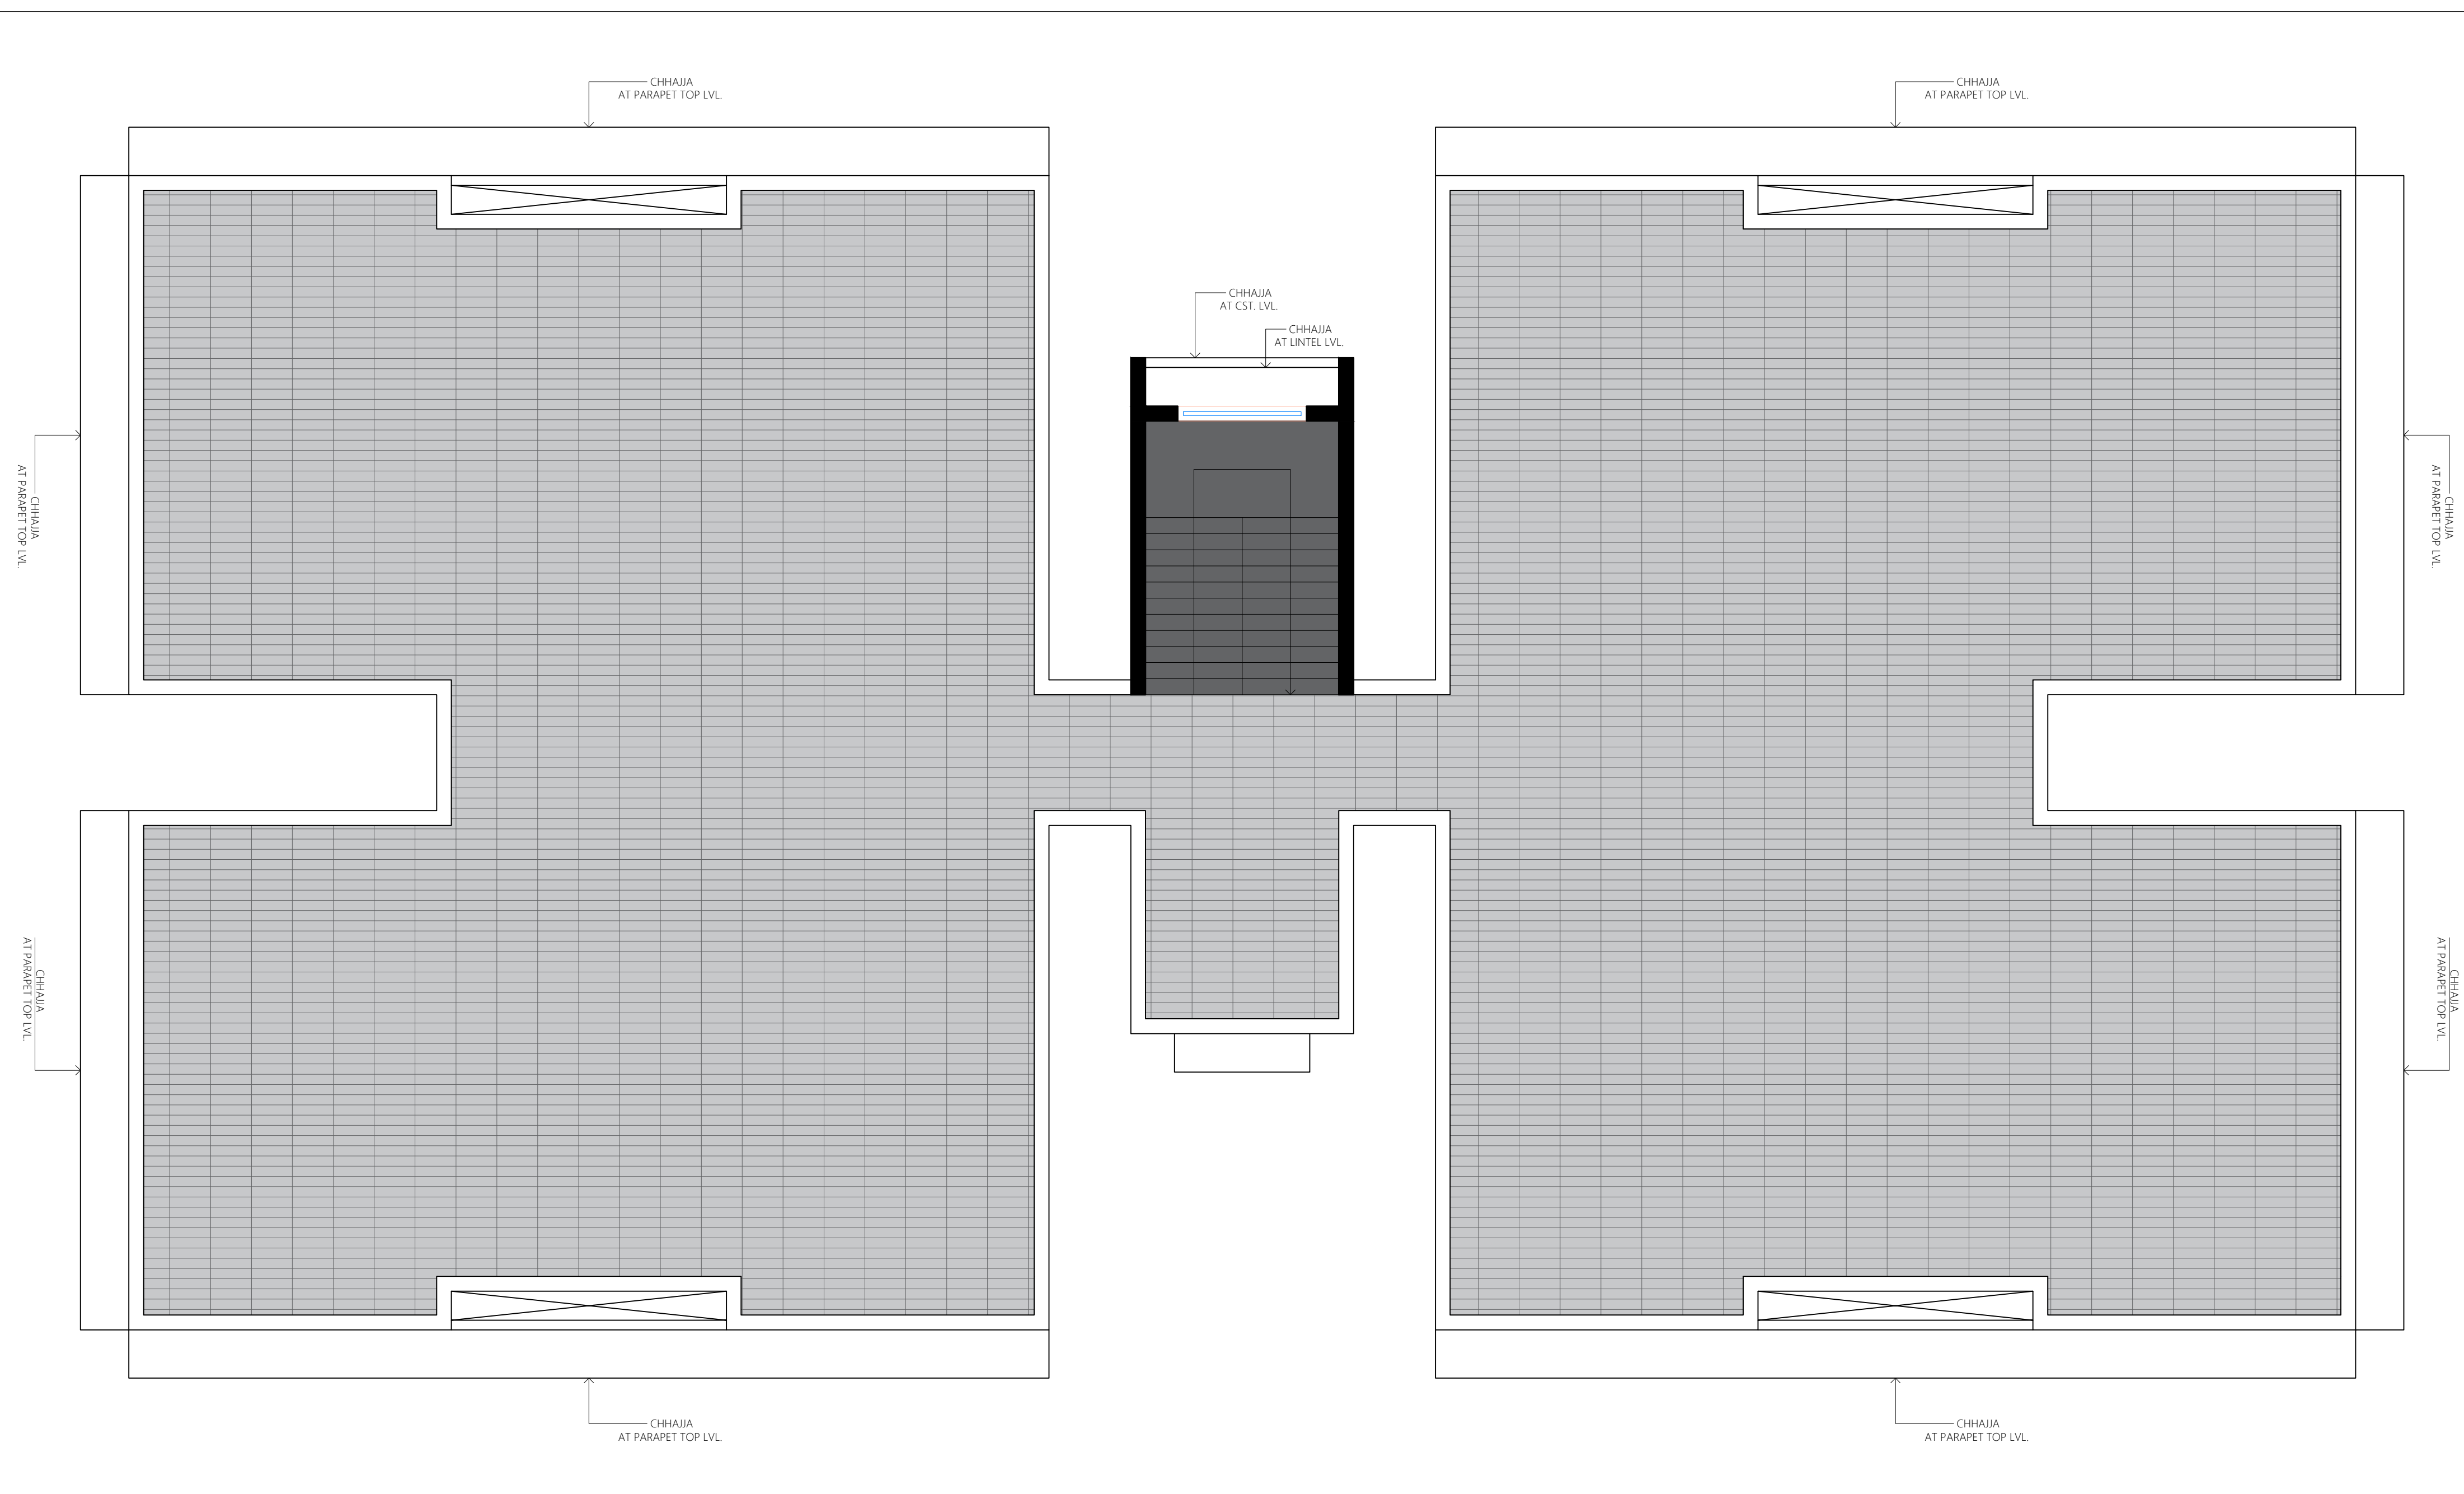 CHHAJJA
AT PARAPET TOP LVL.
CHHAJJA
AT PARAPET TOP LVL.
CHHAJJA
AT CST. LVL.
CHHAJJA
AT LINTEL LVL.
CHHAJJA
AT PARAPET TOP LVL.
CHHAJJA
AT PARAPET TOP LVL.
CHHAJJA
AT PARAPET TOP LVL.
CHHAJJA
AT PARAPET TOP LVL.
CHHAJJA
AT PARAPET TOP LVL.
CHHAJJA
AT PARAPET TOP LVL.